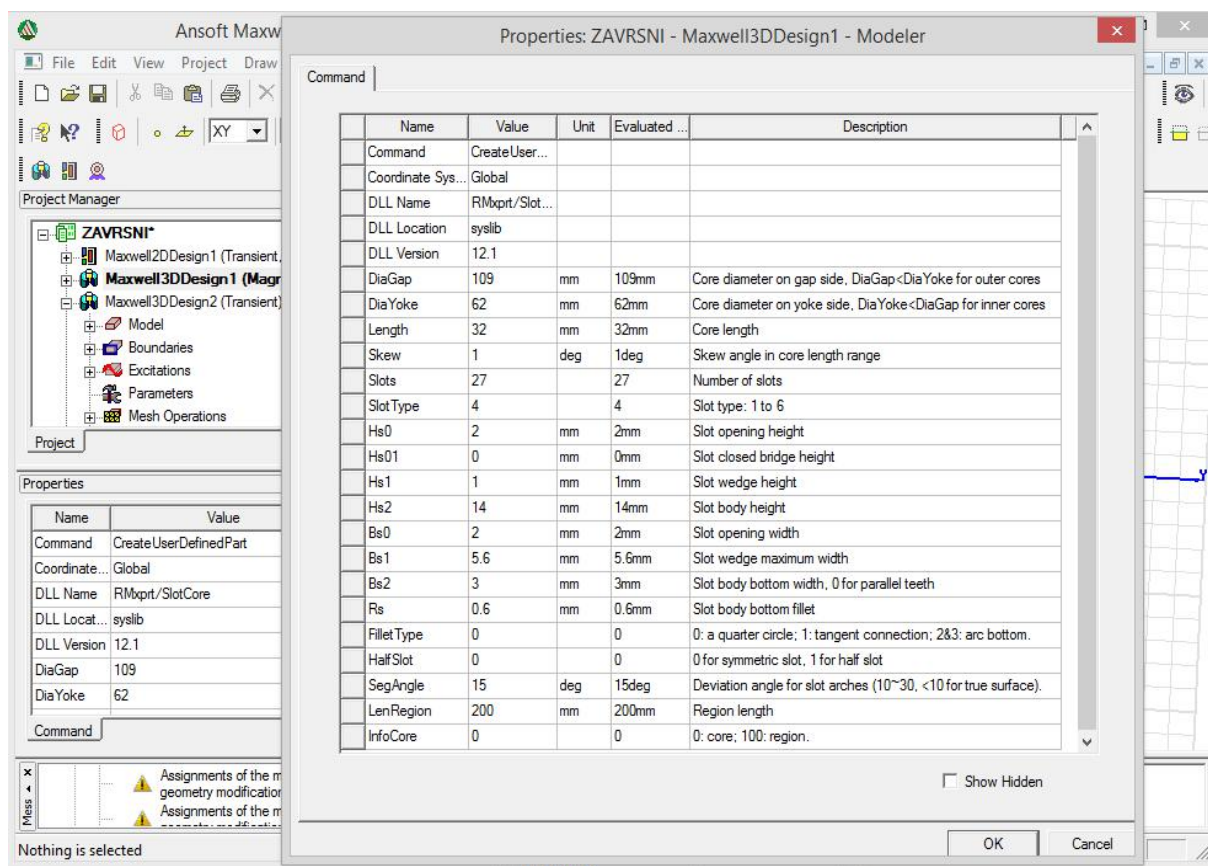 Ansoft Maxw
Properties: ZAVRSNI - Maxwell3DDesign1 - Modeler
File Edit View Project Draw
XY
Command
Project Manager
ZAVRSNI*
Maxwell2DDesign1 (Transient,
Maxwell3DDesign1 (Magr
Maxwell3DDesign2 (Transient)
Model
Boundaries
Excitations
Parameters
Mesh Operations
Project
Properties
Name Value
Command CreateUserDefinedPart
Coordinate... Global
DLL Name RMxprt/SlotCore
DLL Locat... syslib
DLL Version 12.1
DiaGap 109
DiaYoke 62
Command
Name Value Unit Evaluated ... Description
Command CreateUser...
Coordinate Sys... Global
DLL Name RMxprt/Slot...
DLL Location syslib
DLL Version 12.1
DiaGap 109 mm 109mm Core diameter on gap side, DiaGap<DiaYoke for outer cores
DiaYoke 62 mm 62mm Core diameter on yoke side, DiaYoke<DiaGap for inner cores
Length 32 mm 32mm Core length
Skew 1 deg 1deg Skew angle in core length range
Slots 27 27 Number of slots
SlotType 4 4 Slot type: 1 to 6
Hs0 2 mm 2mm Slot opening height
Hs01 0 mm 0mm Slot closed bridge height
Hs1 1 mm 1mm Slot wedge height
Hs2 14 mm 14mm Slot body height
Bs0 2 mm 2mm Slot opening width
Bs1 5.6 mm 5.6mm Slot wedge maximum width
Bs2 3 mm 3mm Slot body bottom width, 0 for parallel teeth
Rs 0.6 mm 0.6mm Slot body bottom fillet
FilletType 0 0 0: a quarter circle; 1: tangent connection; 2&3: arc bottom.
HalfSlot 0 0 0 for symmetric slot, 1 for half slot
SegAngle 15 deg 15deg Deviation angle for slot arches (10~30, <10 for true surface).
LenRegion 200 mm 200mm Region length
InfoCore 0 0 0: core; 100: region.
Show Hidden
OK Cancel
Y
Mess
Assignments of the m
geometry modification
Assignments of the m
Nothing is selected